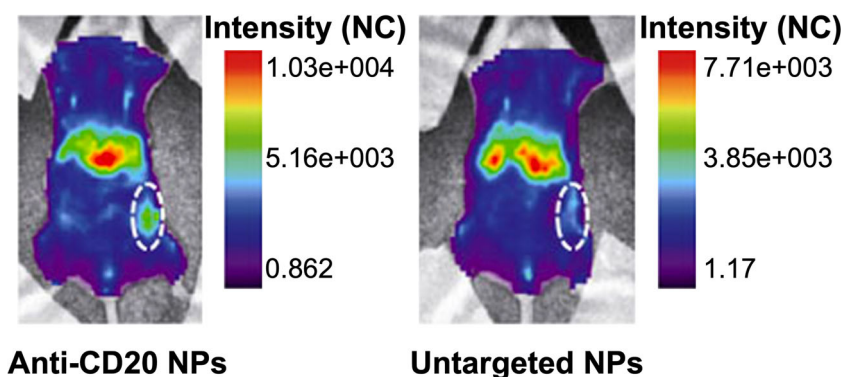 Intensity (NC)
1.03e+004
5.16e+003
0.862
Anti-CD20 NPs
Intensity (NC)
7.71e+003
3.85e+003
1.17
Untargeted NPs